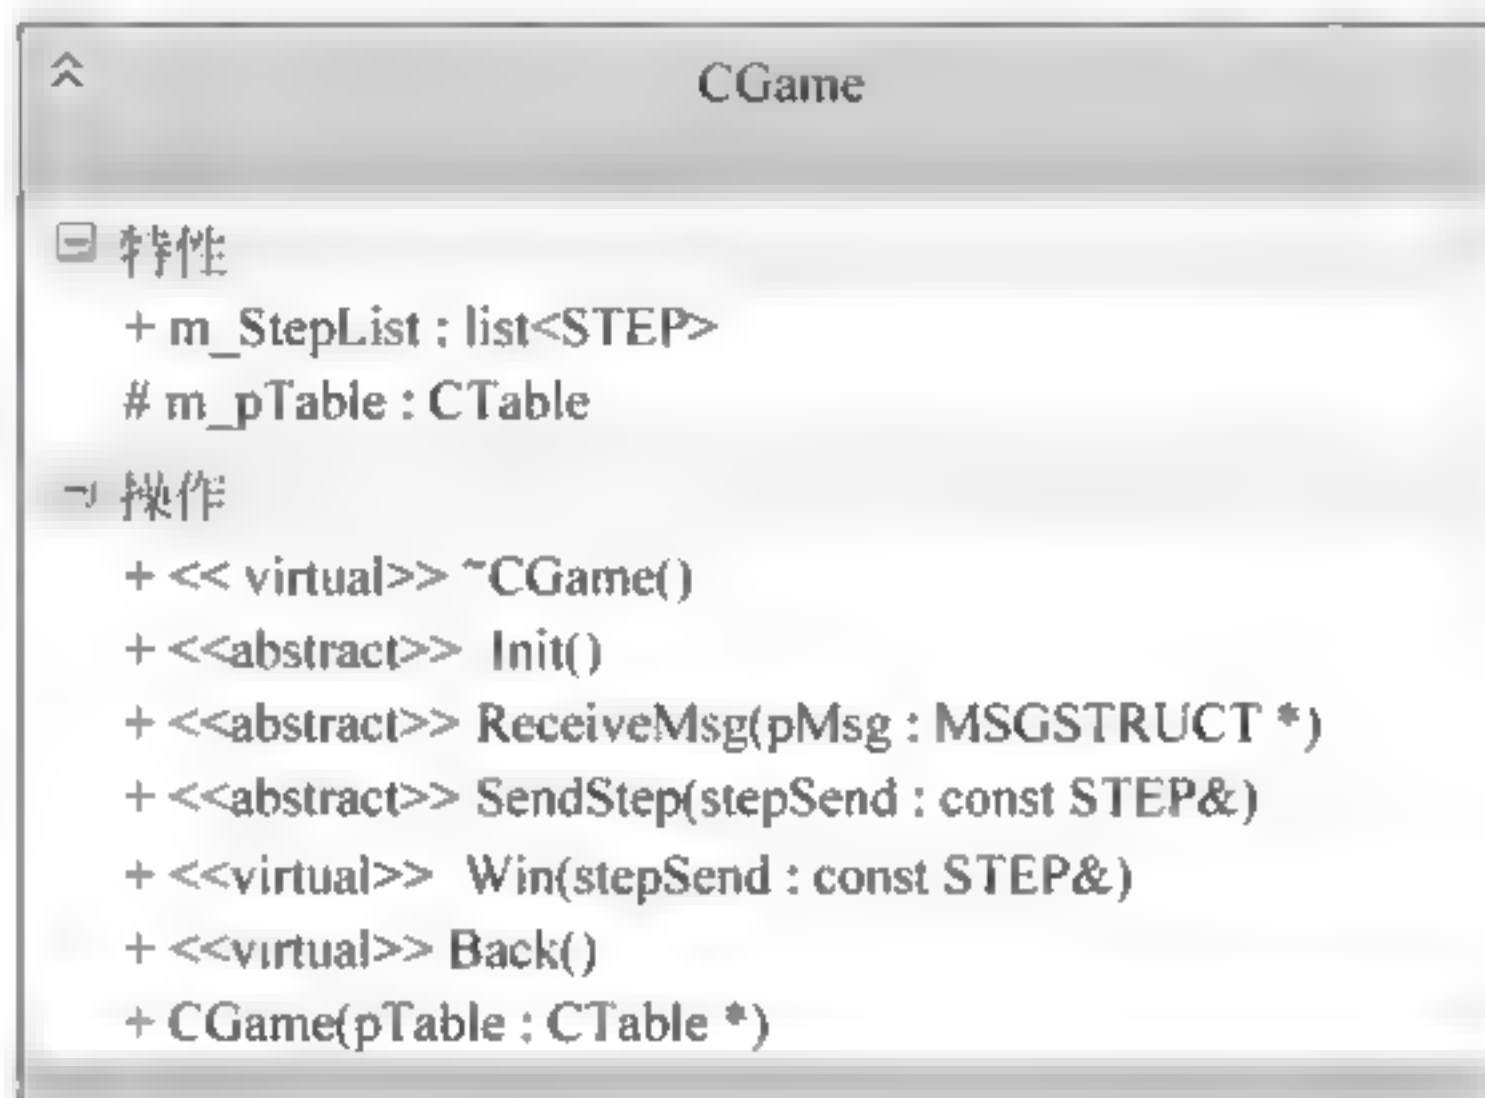 CGame
特性
+ m_StepList : list<STEP>
# m_pTable : CTable
操作
+ << virtual>> ~CGame()
+ <<abstract>> Init()
+ <<abstract>> ReceiveMsg(pMsg : MSGSTRUCT *)
+ <<abstract>> SendStep(stepSend : const STEP&)
+ <<virtual>> Win(stepSend : const STEP&)
+ <<virtual>> Back()
+ CGame(pTable : CTable *)